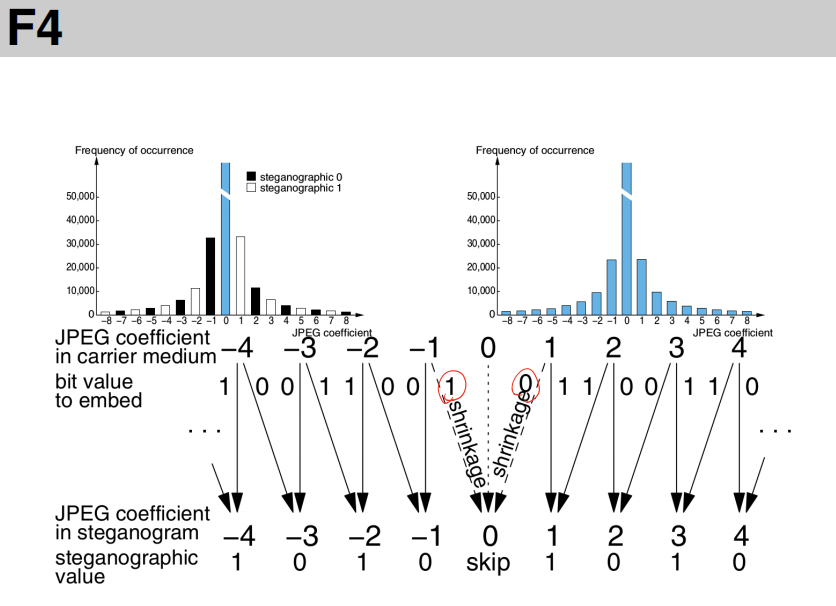 F4
Frequency of occurrence
steganographic 0
steganographic 1
50,000
40,000
30,000
20,000
10,000
0
−8 −7 −6 −5 −4 −3 −2 −1 0 1 2 3 4 5 6 7 8
JPEG coefficient
Frequency of occurrence
50,000
40,000
30,000
20,000
10,000
0
−8 −7 −6 −5 −4 −3 −2 −1 0 1 2 3 4 5 6 7 8
JPEG coefficient
JPEG coefficient
in carrier medium −4 −3 −2 −1 0 1 2 3 4
bit value
to embed
1 0 0 1 1 0 0 1 0 1 1 0 0 1 1 0
shrinkage
shrinkage
. . .
. . .
JPEG coefficient
in steganogram −4 −3 −2 −1 0 1 2 3 4
steganographic
value
1 0 1 0 skip 1 0 1 0